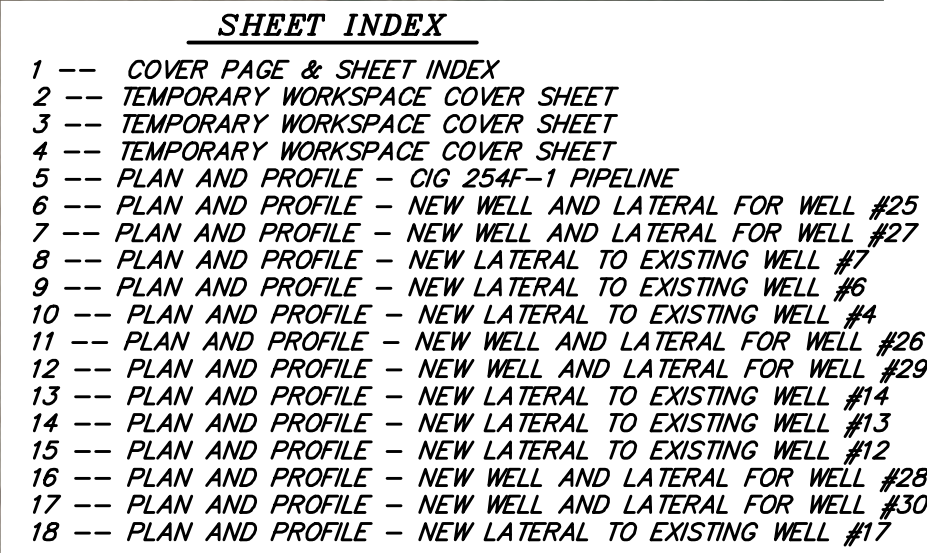 SHEET INDEX
1 -- COVER PAGE & SHEET INDEX
2 -- TEMPORARY WORKSPACE COVER SHEET
3 -- TEMPORARY WORKSPACE COVER SHEET
4 -- TEMPORARY WORKSPACE COVER SHEET
5 -- PLAN AND PROFILE - CIG 254F-1 PIPELINE
6 -- PLAN AND PROFILE - NEW WELL AND LATERAL FOR WELL #25
7 -- PLAN AND PROFILE - NEW WELL AND LATERAL FOR WELL #27
8 -- PLAN AND PROFILE - NEW LATERAL TO EXISTING WELL #7
9 -- PLAN AND PROFILE - NEW LATERAL TO EXISTING WELL #6
10 -- PLAN AND PROFILE - NEW LATERAL TO EXISTING WELL #4
11 -- PLAN AND PROFILE - NEW WELL AND LATERAL FOR WELL #26
12 -- PLAN AND PROFILE - NEW WELL AND LATERAL FOR WELL #29
13 -- PLAN AND PROFILE - NEW LATERAL TO EXISTING WELL #14
14 -- PLAN AND PROFILE - NEW LATERAL TO EXISTING WELL #13
15 -- PLAN AND PROFILE - NEW LATERAL TO EXISTING WELL #12
16 -- PLAN AND PROFILE - NEW WELL AND LATERAL FOR WELL #28
17 -- PLAN AND PROFILE - NEW WELL AND LATERAL FOR WELL #30
18 -- PLAN AND PROFILE - NEW LATERAL TO EXISTING WELL #17